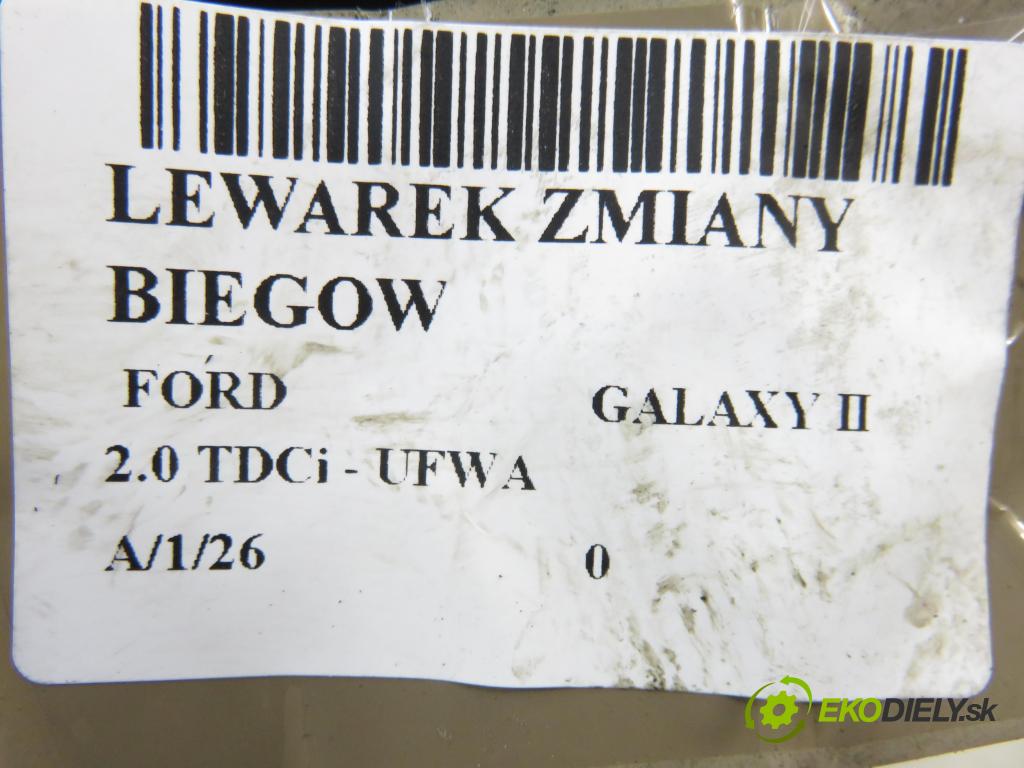 LEWAREK ZMIANY
BIEGOW
FORD GALAXY II
2.0 TDCi - UFWA
A/1/26 0
EKODIELY.sk